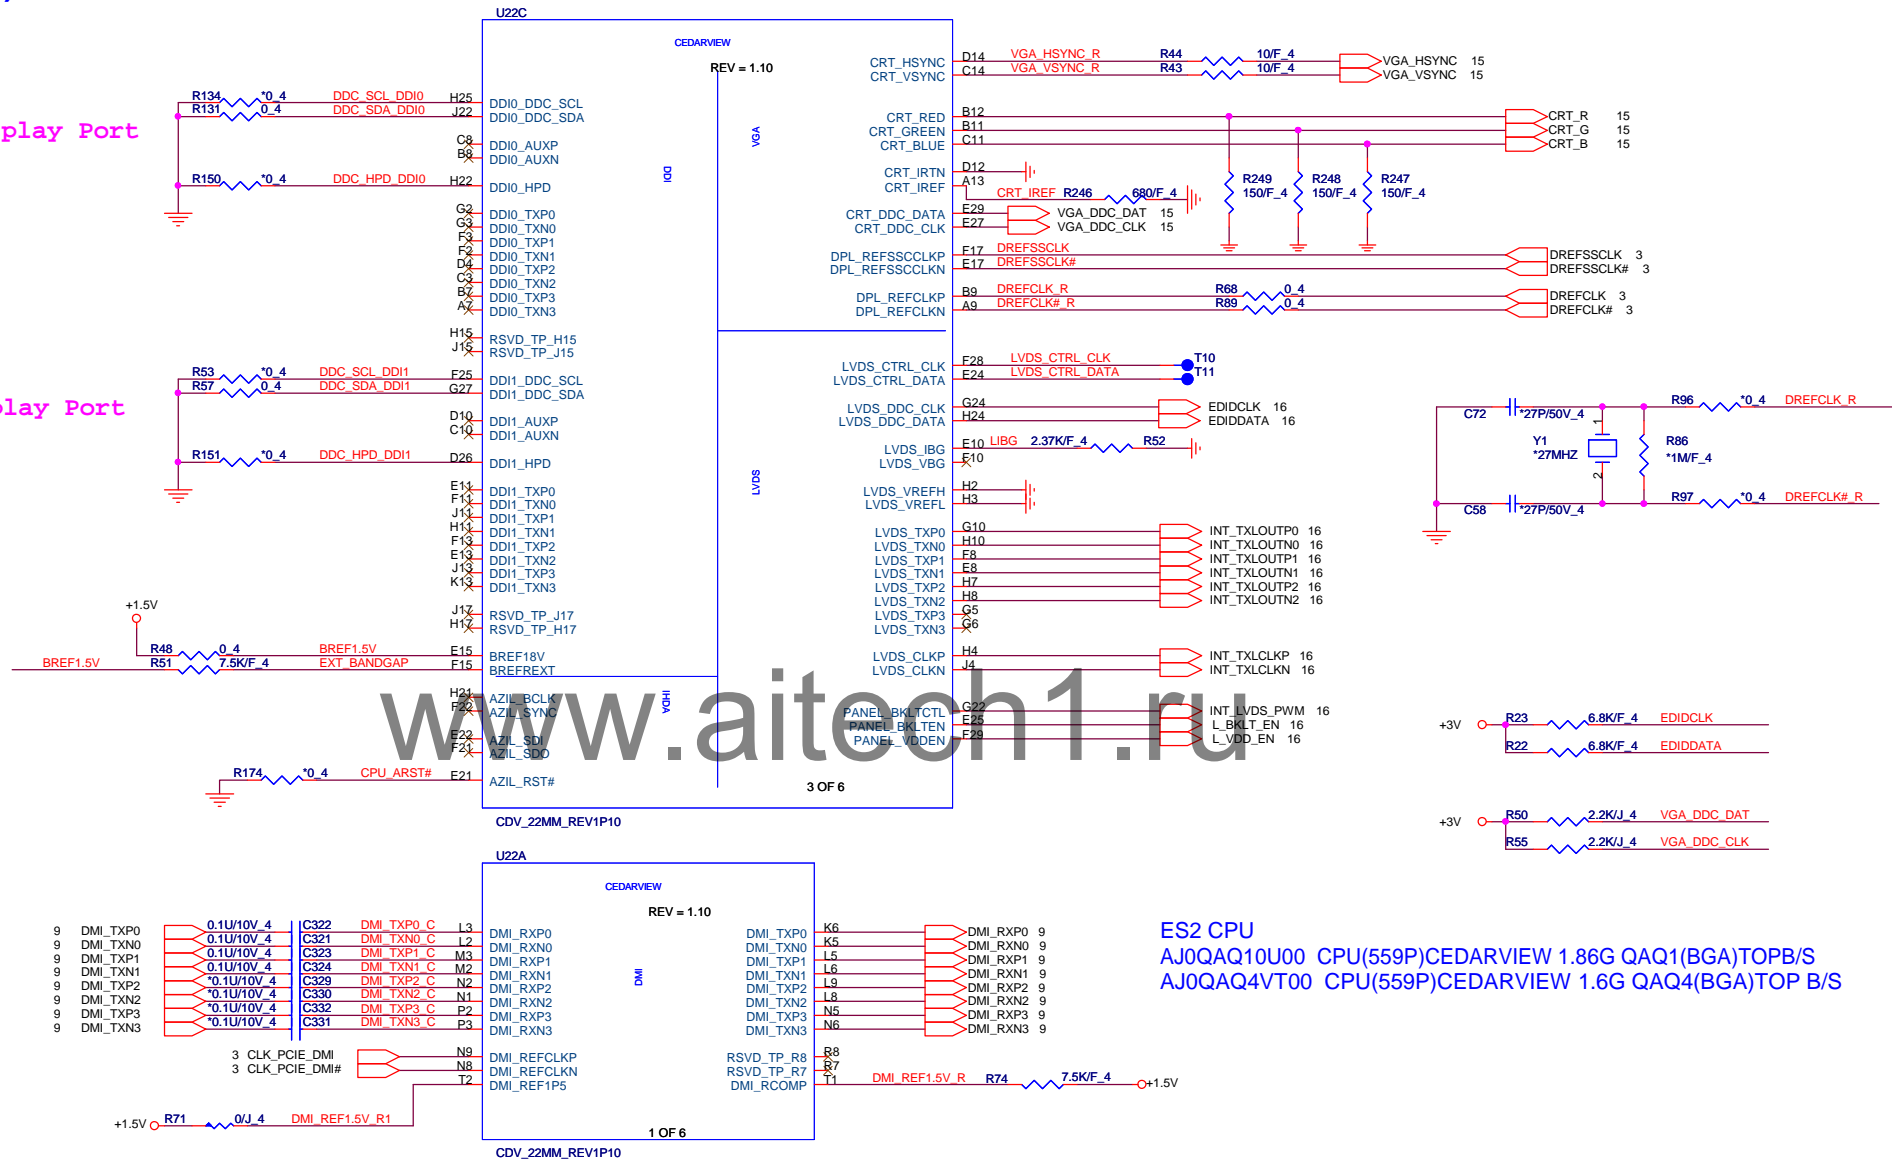 U22C
CEDARVIEW
REV = 1.10
VGA
DDI
LVDS
IHDA
play Port
R134 *0_4 DDC_SCL_DDI0 H25 DDI0_DDC_SCL
R131 0_4 DDC_SDA_DDI0 J22 DDI0_DDC_SDA
C8 DDI0_AUXP
B8 DDI0_AUXN
R150 *0_4 DDC_HPD_DDI0 H22 DDI0_HPD
G2 DDI0_TXP0
G3 DDI0_TXN0
F3 DDI0_TXP1
F2 DDI0_TXN1
D4 DDI0_TXP2
C3 DDI0_TXN2
B7 DDI0_TXP3
A7 DDI0_TXN3
H15 RSVD_TP_H15
J15 RSVD_TP_J15
play Port
R53 *0_4 DDC_SCL_DDI1 F25 DDI1_DDC_SCL
R57 0_4 DDC_SDA_DDI1 G27 DDI1_DDC_SDA
D10 DDI1_AUXP
C10 DDI1_AUXN
R151 *0_4 DDC_HPD_DDI1 D26 DDI1_HPD
E11 DDI1_TXP0
F11 DDI1_TXN0
J11 DDI1_TXP1
H11 DDI1_TXN1
F13 DDI1_TXP2
E13 DDI1_TXN2
J13 DDI1_TXP3
K13 DDI1_TXN3
J17 RSVD_TP_J17
H17 RSVD_TP_H17
+1.5V
R48 0_4 BREF1.5V E15 BREF18V
BREF1.5V R51 7.5K/F_4 EXT_BANDGAP F15 BREFREXT
H21 AZIL_BCLK
F22 AZIL_SYNC
E22 AZIL_SDI
F21 AZIL_SDO
R174 *0_4 CPU_ARST# E21 AZIL_RST#
CRT_HSYNC D14 VGA_HSYNC_R R44 10/F_4 VGA_HSYNC 15
CRT_VSYNC C14 VGA_VSYNC_R R43 10/F_4 VGA_VSYNC 15
CRT_RED B12 CRT_R 15
CRT_GREEN B11 CRT_G 15
CRT_BLUE C11 CRT_B 15
CRT_IRTN D12
CRT_IREF A13 CRT_IREF R246 680/F_4
R249 150/F_4
R248 150/F_4
R247 150/F_4
CRT_DDC_DATA E29 VGA_DDC_DAT 15
CRT_DDC_CLK E27 VGA_DDC_CLK 15
DPL_REFSSCCLKP F17 DREFSSCLK DREFSSCLK 3
DPL_REFSSCCLKN E17 DREFSSCLK# DREFSSCLK# 3
DPL_REFCLKP B9 DREFCLK_R R68 0_4 DREFCLK 3
DPL_REFCLKN A9 DREFCLK#_R R89 0_4 DREFCLK# 3
LVDS_CTRL_CLK F28 LVDS_CTRL_CLK T10
LVDS_CTRL_DATA E24 LVDS_CTRL_DATA T11
LVDS_DDC_CLK G24 EDIDCLK 16
LVDS_DDC_DATA H24 EDIDDATA 16
LVDS_IBG E10 LIBG 2.37K/F_4 R52
LVDS_VBG F10
LVDS_VREFH H2
LVDS_VREFL H3
LVDS_TXP0 G10 INT_TXLOUTP0 16
LVDS_TXN0 H10 INT_TXLOUTN0 16
LVDS_TXP1 F8 INT_TXLOUTP1 16
LVDS_TXN1 E8 INT_TXLOUTN1 16
LVDS_TXP2 H7 INT_TXLOUTP2 16
LVDS_TXN2 H8 INT_TXLOUTN2 16
LVDS_TXP3 G5
LVDS_TXN3 G6
LVDS_CLKP H4 INT_TXLCLKP 16
LVDS_CLKN J4 INT_TXLCLKN 16
PANEL_BKLTCTL G22 INT_LVDS_PWM 16
PANEL_BKLTEN E25 L_BKLT_EN 16
PANEL_VDDEN F29 L_VDD_EN 16
3 OF 6
CDV_22MM_REV1P10
www.aitech1.ru
C72 *27P/50V_4 R96 *0_4 DREFCLK_R
Y1 1 R86
*27MHZ *1M/F_4
2
C58 *27P/50V_4 R97 *0_4 DREFCLK#_R
+3V R23 6.8K/F_4 EDIDCLK
R22 6.8K/F_4 EDIDDATA
+3V R50 2.2K/J_4 VGA_DDC_DAT
R55 2.2K/J_4 VGA_DDC_CLK
U22A
CEDARVIEW
REV = 1.10
DMI
9 DMI_TXP0 0.1U/10V_4 C322 DMI_TXP0_C L3 DMI_RXP0
9 DMI_TXN0 0.1U/10V_4 C321 DMI_TXN0_C L2 DMI_RXN0
9 DMI_TXP1 0.1U/10V_4 C323 DMI_TXP1_C M3 DMI_RXP1
9 DMI_TXN1 0.1U/10V_4 C324 DMI_TXN1_C M2 DMI_RXN1
9 DMI_TXP2 *0.1U/10V_4 C329 DMI_TXP2_C N2 DMI_RXP2
9 DMI_TXN2 *0.1U/10V_4 C330 DMI_TXN2_C N1 DMI_RXN2
9 DMI_TXP3 *0.1U/10V_4 C332 DMI_TXP3_C P2 DMI_RXP3
9 DMI_TXN3 *0.1U/10V_4 C331 DMI_TXN3_C P3 DMI_RXN3
3 CLK_PCIE_DMI N9 DMI_REFCLKP
3 CLK_PCIE_DMI# N8 DMI_REFCLKN
T2 DMI_REF1P5
+1.5V R71 0/J_4 DMI_REF1.5V_R1
DMI_TXP0 K6 DMI_RXP0 9
DMI_TXN0 K5 DMI_RXN0 9
DMI_TXP1 L5 DMI_RXP1 9
DMI_TXN1 L6 DMI_RXN1 9
DMI_TXP2 L9 DMI_RXP2 9
DMI_TXN2 L8 DMI_RXN2 9
DMI_TXP3 N5 DMI_RXP3 9
DMI_TXN3 N6 DMI_RXN3 9
RSVD_TP_R8 R8
RSVD_TP_R7 R7
DMI_RCOMP T1 DMI_REF1.5V_R R74 7.5K/F_4 +1.5V
1 OF 6
CDV_22MM_REV1P10
ES2 CPU
AJ0QAQ10U00 CPU(559P)CEDARVIEW 1.86G QAQ1(BGA)TOPB/S
AJ0QAQ4VT00 CPU(559P)CEDARVIEW 1.6G QAQ4(BGA)TOP B/S